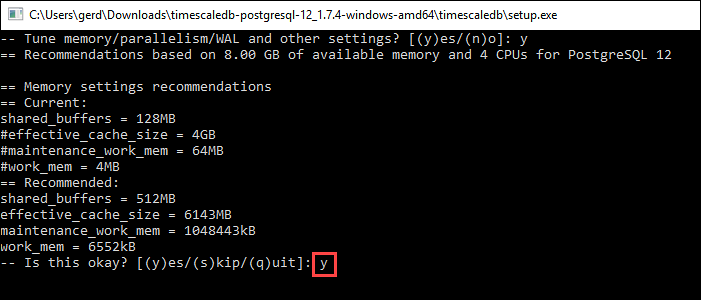 C:\Users\gerd\Downloads\timescaledb-postgresql-12_1.7.4-windows-amd64\timescaledb\setup.exe
-- Tune memory/parallelism/WAL and other settings? [(y)es/(n)o]: y
== Recommendations based on 8.00 GB of available memory and 4 CPUs for PostgreSQL 12
== Memory settings recommendations
== Current:
shared_buffers = 128MB
#effective_cache_size = 4GB
#maintenance_work_mem = 64MB
#work_mem = 4MB
== Recommended:
shared_buffers = 512MB
effective_cache_size = 6143MB
maintenance_work_mem = 1048443kB
work_mem = 6552kB
-- Is this okay? [(y)es/(s)kip/(q)uit]: y